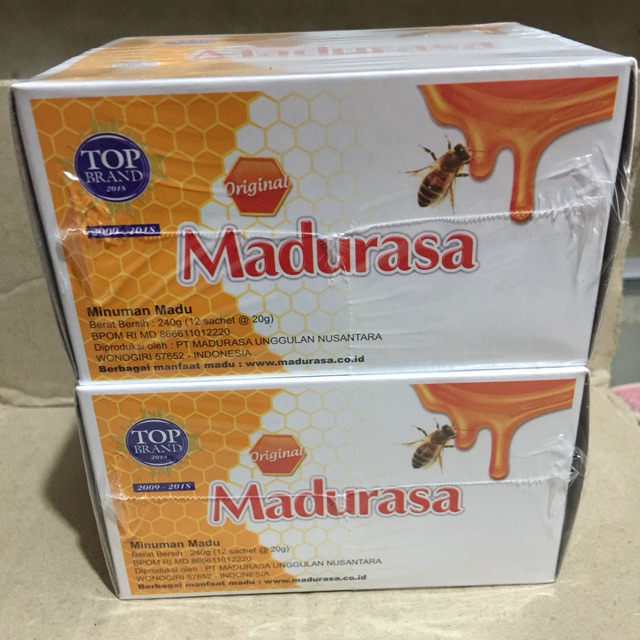 Madurasa
TOP
BRAND
2018
2009 - 2018
Original
Madurasa
Minuman Madu
Berat Bersih : 240g (12 sachet @ 20g)
BPOM RI MD 866611012220
Diproduksi oleh : PT MADURASA UNGGULAN NUSANTARA
WONOGIRI 57652 - INDONESIA
Berbagai manfaat madu : www.madurasa.co.id
TOP
BRAND
2018
2009 - 2018
Original
Madurasa
Minuman Madu
Berat Bersih : 240g (12 sachet @ 20g)
BPOM RI MD 866611012220
Diproduksi oleh : PT MADURASA UNGGULAN NUSANTARA
WONOGIRI 57652 - INDONESIA
Berbagai manfaat madu : www.madurasa.co.id